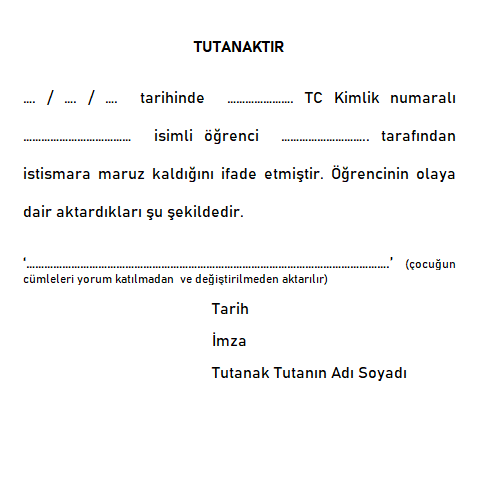 TUTANAKTIR
.... / .... / .... tarihinde ...................... TC Kimlik numaralı
.................................... isimli öğrenci ............................. tarafından
istismara maruz kaldığını ifade etmiştir. Öğrencinin olaya
dair aktardıkları şu şekildedir.
‘........................................................................................................................’ (çocuğun
cümleleri yorum katılmadan ve değiştirilmeden aktarılır)
Tarih
İmza
Tutanak Tutanın Adı Soyadı